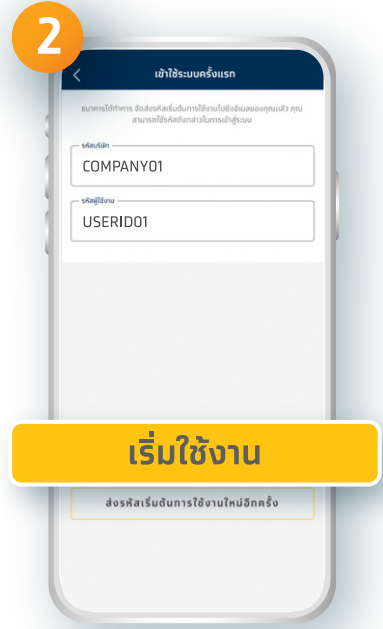 2
เข้าใช้ระบบครั้งแรก
ธนาคารได้ทำการ จัดส่งรหัสเริ่มต้นการใช้งานไปยังอีเมลของคุณแล้ว คุณ
สามารถใช้รหัสดังกล่าวในการเข้าสู่ระบบ
รหัสบริษัท
COMPANY01
รหัสผู้ใช้งาน
USERID01
เริ่มใช้งาน
ส่งรหัสเริ่มต้นการใช้งานใหม่อีกครั้ง